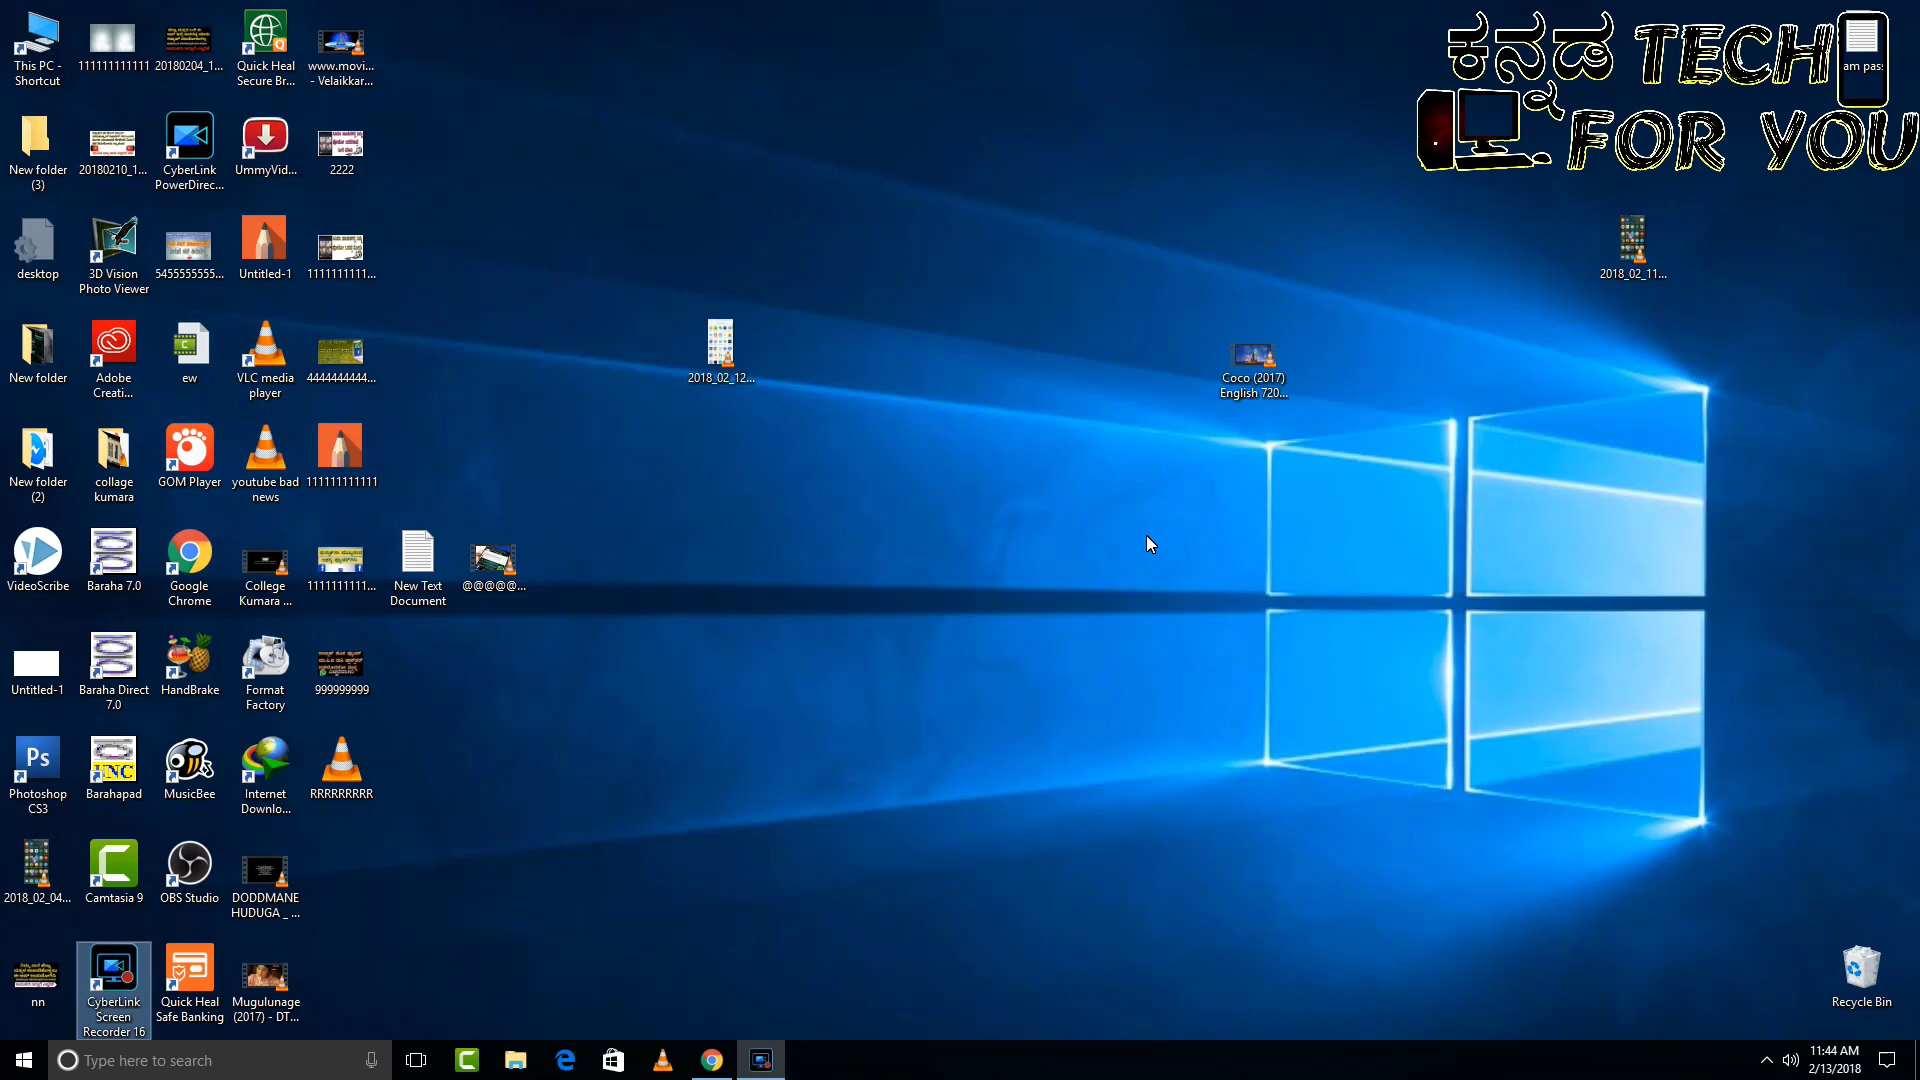 This PC -
Shortcut
111111111111
20180204_1...
Quick Heal
Secure Br...
www.movi...
- Velaikkar...
ಕನ್ನಡ TECH
FOR YOU
am pass
New folder
(3)
20180210_1...
CyberLink
PowerDirec...
UmmyVid...
2222
desktop
3D Vision
Photo Viewer
5455555555...
Untitled-1
1111111111...
2018_02_11...
New folder
Adobe
Creati...
ew
VLC media
player
4444444444...
2018_02_12...
Coco (2017)
English 720...
New folder
(2)
collage
kumara
GOM Player
youtube bad
news
111111111111
VideoScribe
Baraha 7.0
Google
Chrome
College
Kumara ...
1111111111...
New Text
Document
@@@@@...
Untitled-1
Baraha Direct
7.0
HandBrake
Format
Factory
999999999
Ps
Photoshop
CS3
UNC
Barahapad
MusicBee
Internet
Downlo...
RRRRRRRRR
2018_02_04...
Camtasia 9
OBS Studio
DODDMANE
HUDUGA _ ...
nn
CyberLink
Screen
Recorder 16
Quick Heal
Safe Banking
Mugulunage
(2017) - DT...
Recycle Bin
Type here to search
11:44 AM
2/13/2018